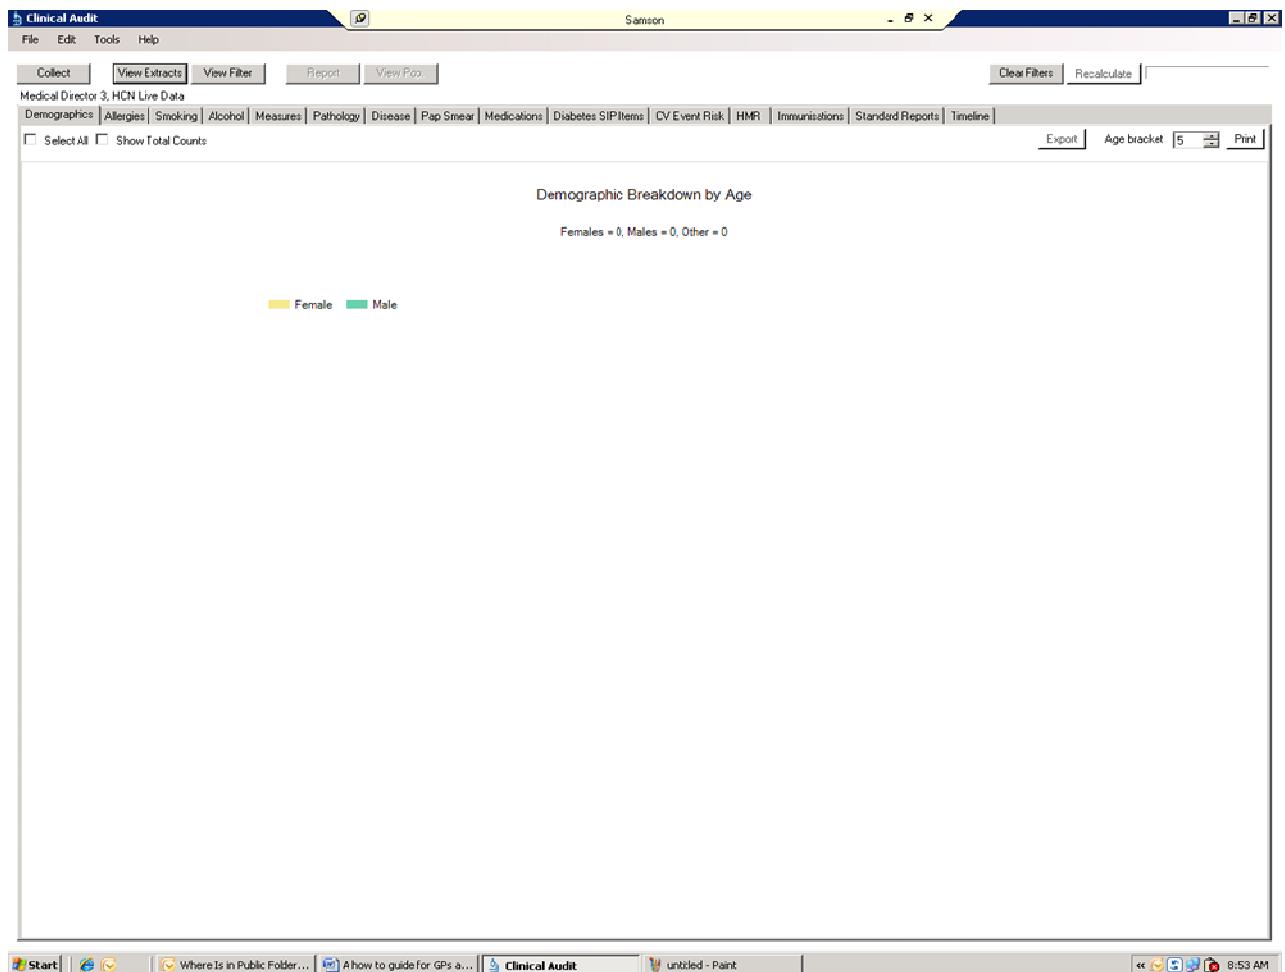 Clinical Audit
Samson
File Edit Tools Help
Collect View Extracts View Filter Report View Pop. Clear Filters Recalculate
Medical Director 3, HCN Live Data
Demographics Allergies Smoking Alcohol Measures Pathology Disease Pap Smear Medications Diabetes SIP Items CV Event Risk HMR Immunisations Standard Reports Timeline
Select All Show Total Counts Export Age bracket 5 Print
Demographic Breakdown by Age
Females = 0, Males = 0, Other = 0
Female Male
Start Where Is in Public Folder... A how to guide for GPs a... Clinical Audit untitled - Paint 8:53 AM